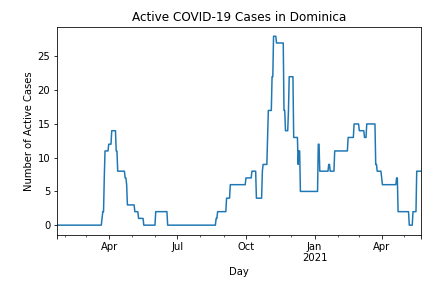 Active COVID-19 Cases in Dominica
Number of Active Cases
25
20
15
10
5
0
Apr
Jul
Oct
Jan
2021
Apr
Day